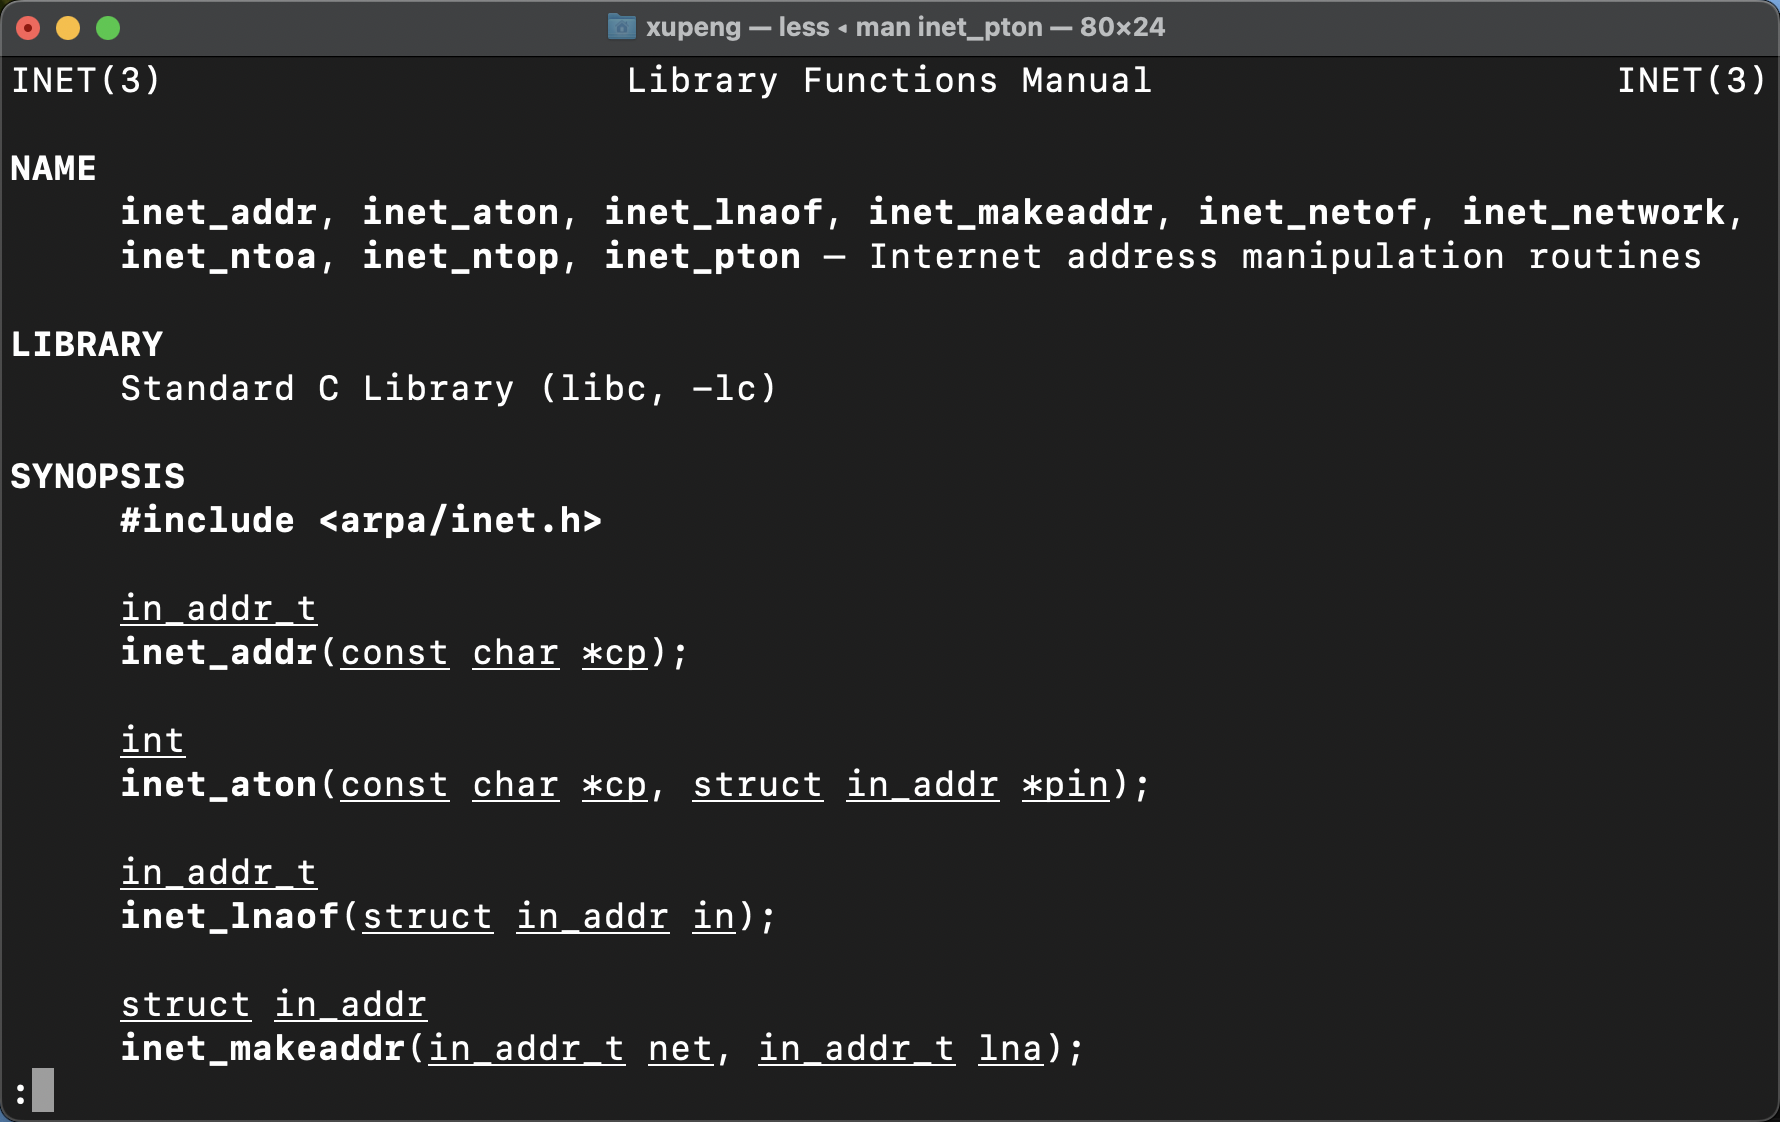 xupeng — less ◂ man inet_pton — 80×24
INET(3) Library Functions Manual INET(3)
NAME
inet_addr, inet_aton, inet_lnaof, inet_makeaddr, inet_netof, inet_network,
inet_ntoa, inet_ntop, inet_pton – Internet address manipulation routines
LIBRARY
Standard C Library (libc, -lc)
SYNOPSIS
#include <arpa/inet.h>
in_addr_t
inet_addr(const char *cp);
int
inet_aton(const char *cp, struct in_addr *pin);
in_addr_t
inet_lnaof(struct in_addr in);
struct in_addr
inet_makeaddr(in_addr_t net, in_addr_t lna);
: